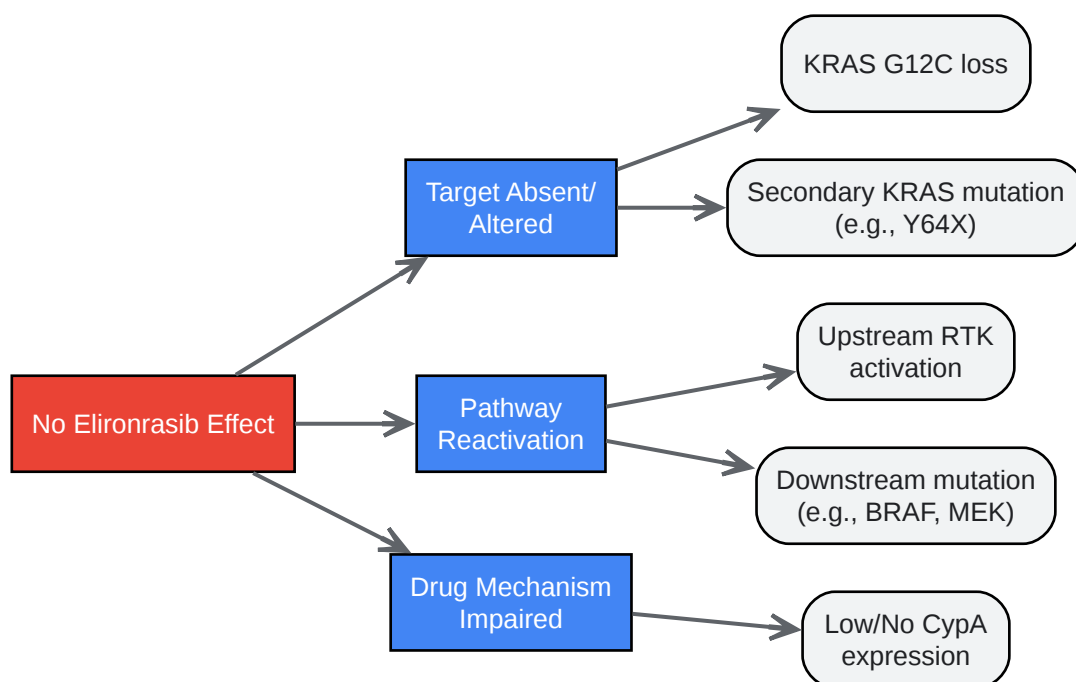 KRAS G12C loss
Target Absent/
Altered
Secondary KRAS mutation
(e.g., Y64X)
Upstream RTK
activation
No Elironrasib Effect
Pathway
Reactivation
Downstream mutation
(e.g., BRAF, MEK)
Drug Mechanism
Impaired
Low/No CypA
expression